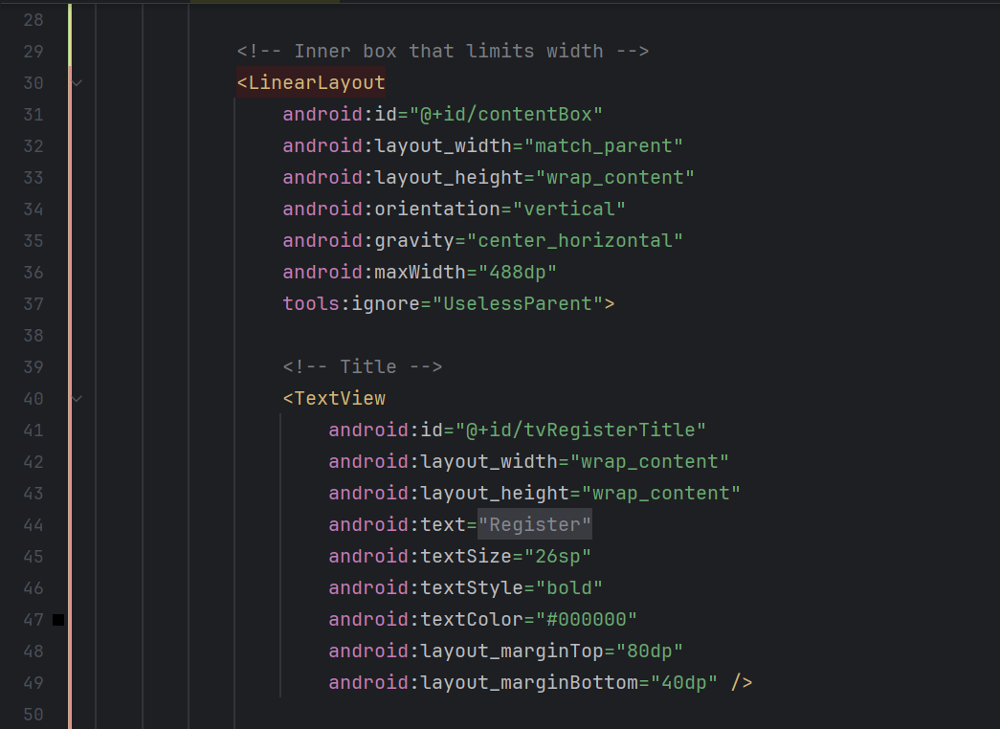 28
29 <!-- Inner box that limits width -->
30 <LinearLayout
31 android:id="@+id/contentBox"
32 android:layout_width="match_parent"
33 android:layout_height="wrap_content"
34 android:orientation="vertical"
35 android:gravity="center_horizontal"
36 android:maxWidth="488dp"
37 tools:ignore="UselessParent">
38
39 <!-- Title -->
40 <TextView
41 android:id="@+id/tvRegisterTitle"
42 android:layout_width="wrap_content"
43 android:layout_height="wrap_content"
44 android:text="Register"
45 android:textSize="26sp"
46 android:textStyle="bold"
47 android:textColor="#000000"
48 android:layout_marginTop="80dp"
49 android:layout_marginBottom="40dp" />
50